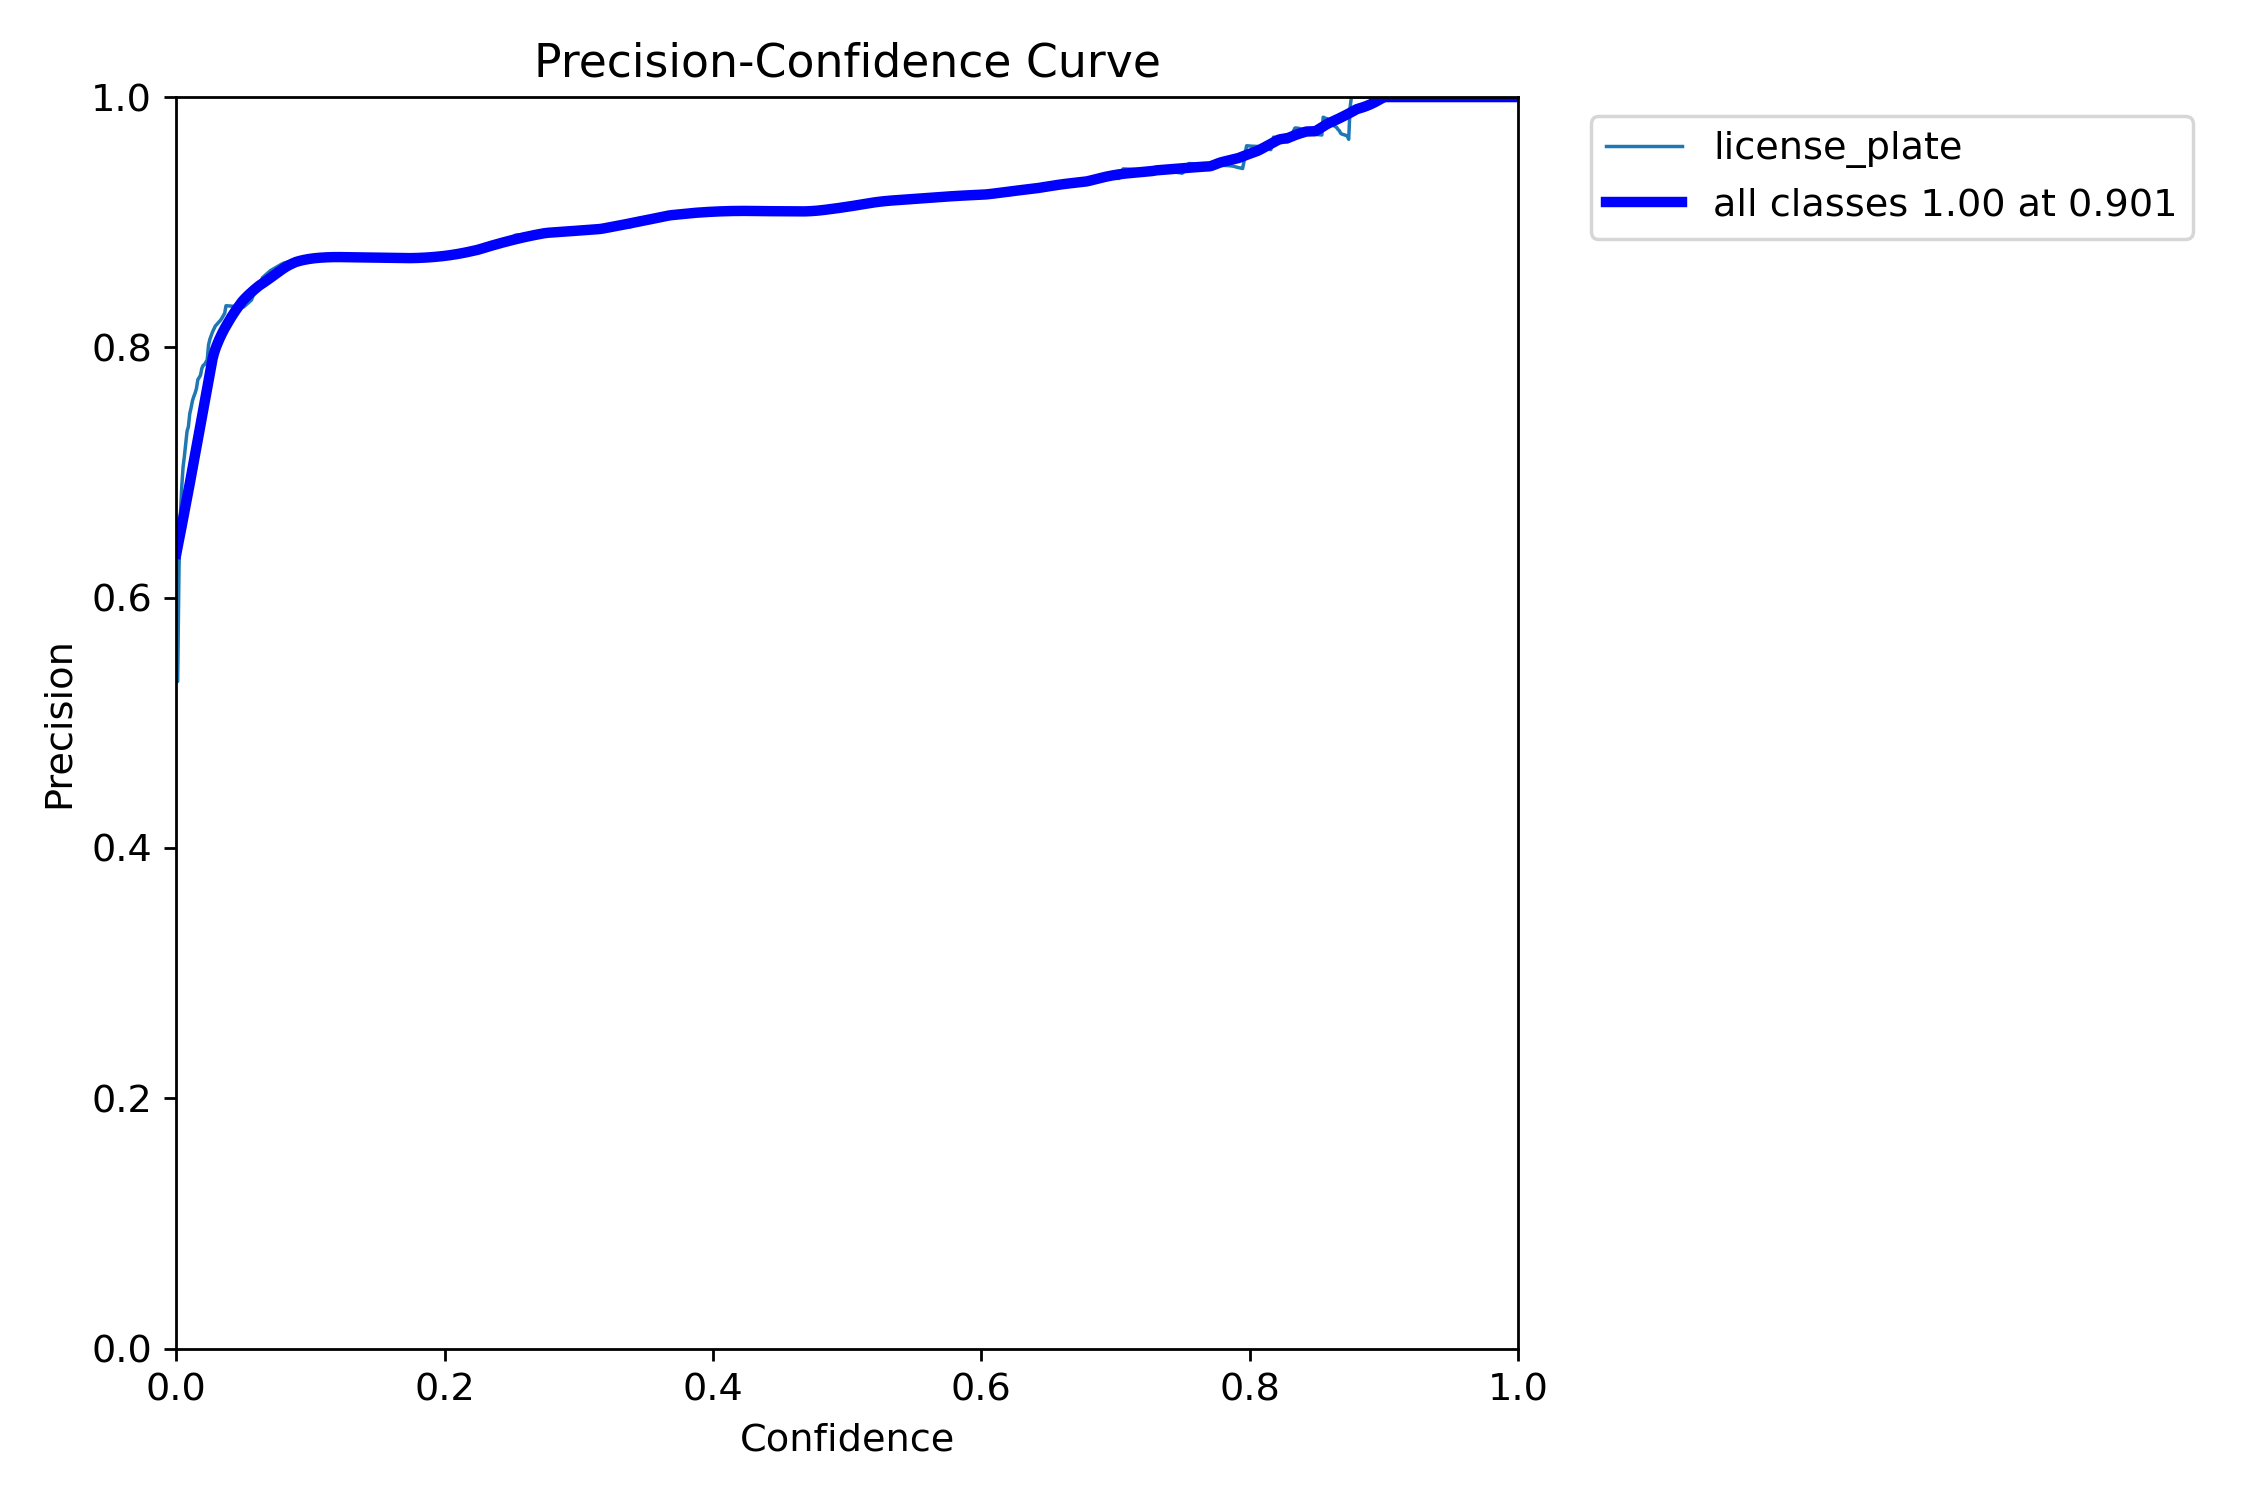 Precision-Confidence Curve
1.0
0.8
0.6
0.4
0.2
0.0
Precision
0.0 0.2 0.4 0.6 0.8 1.0
Confidence
license_plate
all classes 1.00 at 0.901